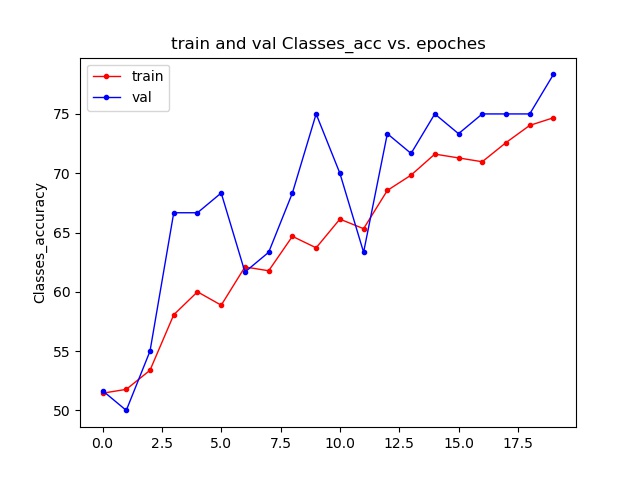 train and val Classes_acc vs. epoches
train
val
Classes_accuracy
75
70
65
60
55
50
0.0 2.5 5.0 7.5 10.0 12.5 15.0 17.5